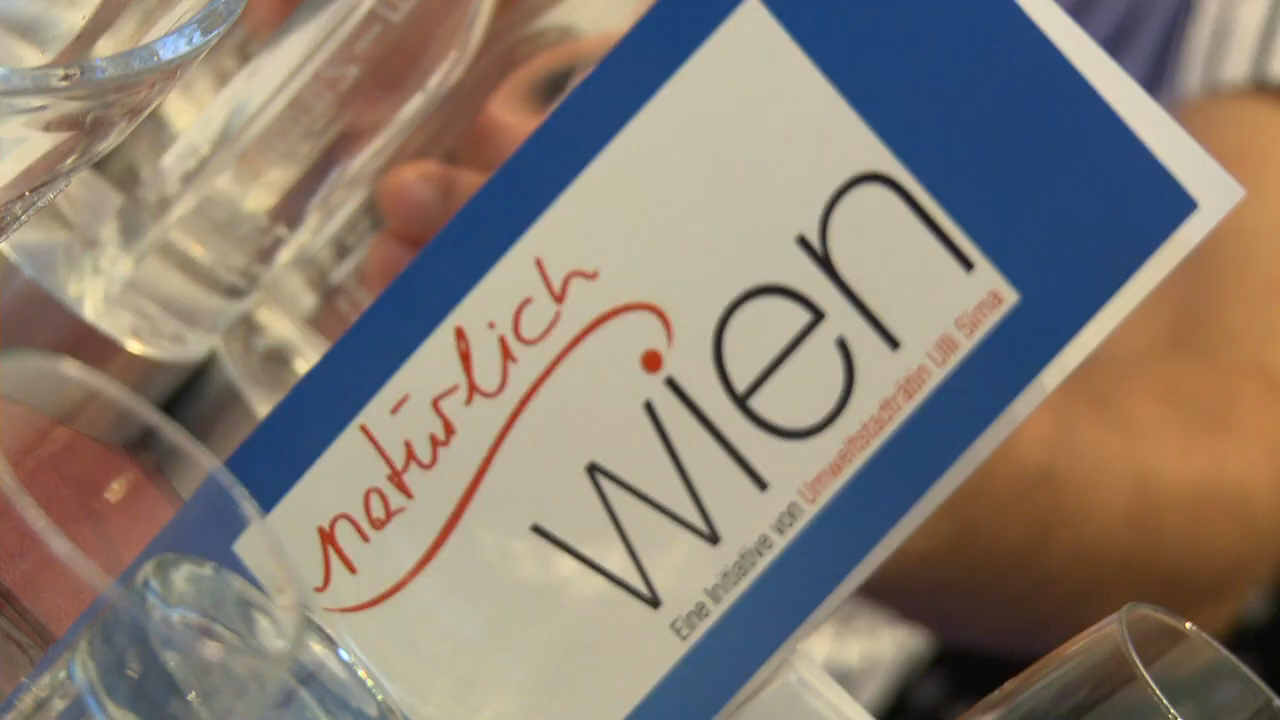 natürlich
wien
Eine Initiative von Umweltstadträtin Ulli Sima